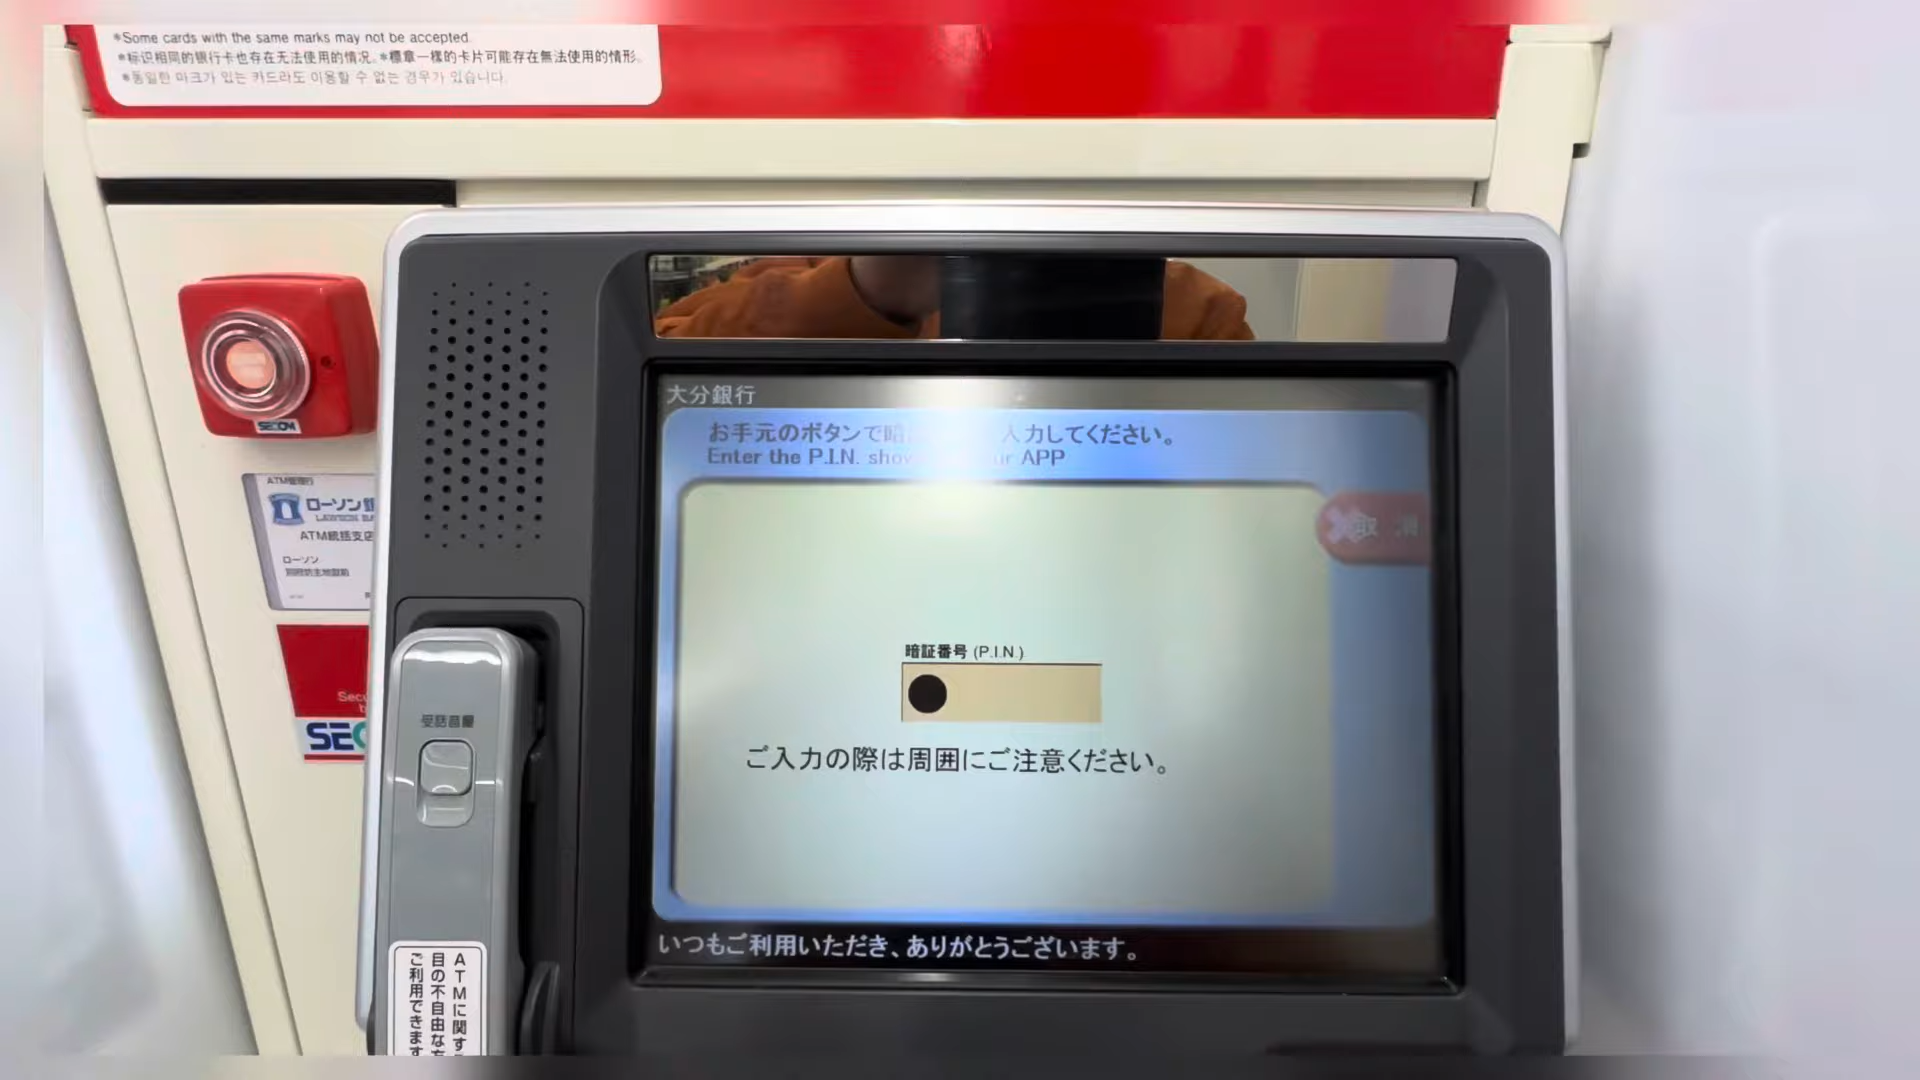 *Some cards with the same marks may not be accepted.
*标识相同的银行卡也存在无法使用的情况。*標章一樣的卡片可能存在無法使用的情形。
*동일한 마크가 있는 카드라도 이용할 수 없는 경우가 있습니다.
SECOM
ATM管理行
ローソン銀
LAWSON BA
ATM統括支店
ローソン
Secu
SEC
受話音量
ATMに関す
目の不自由な方
ご利用できます
大分銀行
お手元のボタンで暗 入力してください。
Enter the P.I.N. show ur APP
取 消
暗証番号 (P.I.N.)
ご入力の際は周囲にご注意ください。
いつもご利用いただき、ありがとうございます。